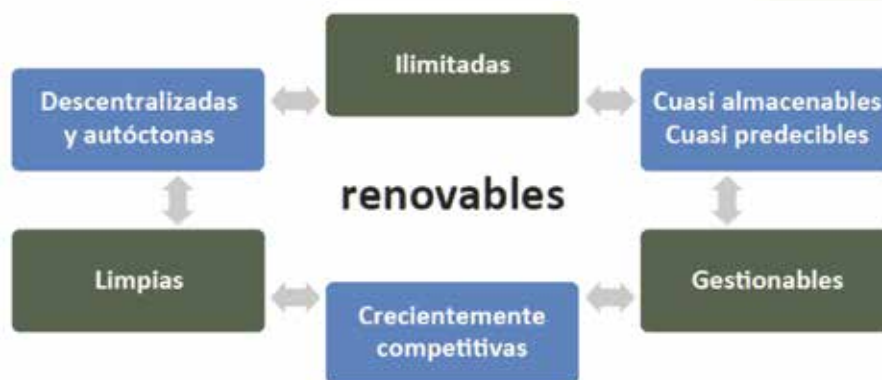 Ilimitadas
Descentralizadas
y autóctonas
Cuasi almacenables
Cuasi predecibles
renovables
Limpias
Gestionables
Crecientemente
competitivas